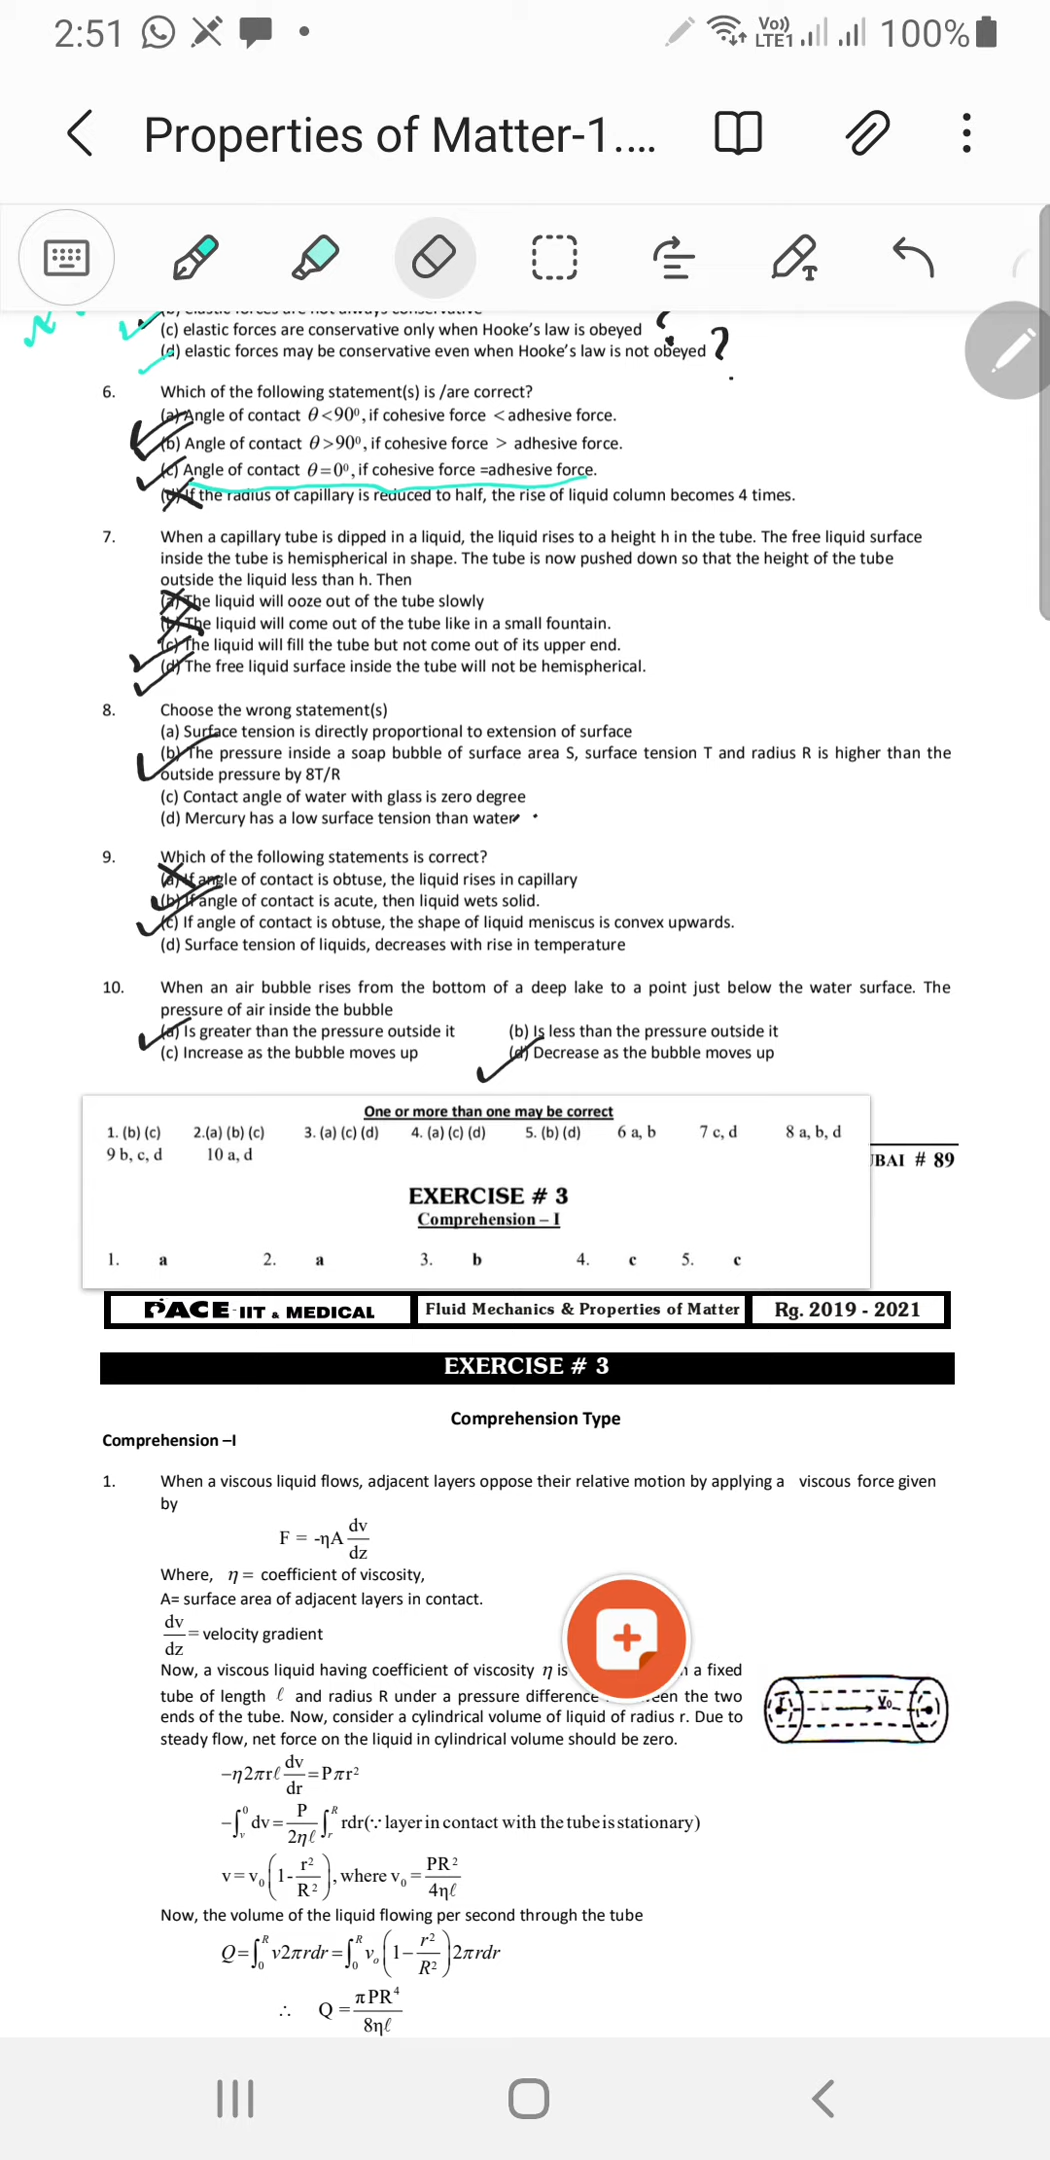 2:51
Vo))
LTE1
100%
Properties of Matter-1....
(c) elastic forces are conservative only when Hooke's law is obeyed
(d) elastic forces may be conservative even when Hooke's law is not obeyed ?
6. Which of the following statement(s) is /are correct?
(a) Angle of contact θ<90⁰, if cohesive force < adhesive force.
(b) Angle of contact θ>90⁰, if cohesive force > adhesive force.
(c) Angle of contact θ=0⁰, if cohesive force =adhesive force.
(d) If the radius of capillary is reduced to half, the rise of liquid column becomes 4 times.
7. When a capillary tube is dipped in a liquid, the liquid rises to a height h in the tube. The free liquid surface
inside the tube is hemispherical in shape. The tube is now pushed down so that the height of the tube
outside the liquid less than h. Then
(a) The liquid will ooze out of the tube slowly
(b) The liquid will come out of the tube like in a small fountain.
(c) The liquid will fill the tube but not come out of its upper end.
(d) The free liquid surface inside the tube will not be hemispherical.
8. Choose the wrong statement(s)
(a) Surface tension is directly proportional to extension of surface
(b) The pressure inside a soap bubble of surface area S, surface tension T and radius R is higher than the
outside pressure by 8T/R
(c) Contact angle of water with glass is zero degree
(d) Mercury has a low surface tension than water
9. Which of the following statements is correct?
(a) If angle of contact is obtuse, the liquid rises in capillary
(b) If angle of contact is acute, then liquid wets solid.
(c) If angle of contact is obtuse, the shape of liquid meniscus is convex upwards.
(d) Surface tension of liquids, decreases with rise in temperature
10. When an air bubble rises from the bottom of a deep lake to a point just below the water surface. The
pressure of air inside the bubble
(a) Is greater than the pressure outside it (b) Is less than the pressure outside it
(c) Increase as the bubble moves up (d) Decrease as the bubble moves up
One or more than one may be correct
1. (b) (c) 2.(a) (b) (c) 3. (a) (c) (d) 4. (a) (c) (d) 5. (b) (d) 6 a, b 7 c, d 8 a, b, d
9 b, c, d 10 a, d
BAI # 89
EXERCISE # 3
Comprehension – I
1. a 2. a 3. b 4. c 5. c
PACE IIT & MEDICAL Fluid Mechanics & Properties of Matter Rg. 2019 - 2021
EXERCISE # 3
Comprehension Type
Comprehension –I
1. When a viscous liquid flows, adjacent layers oppose their relative motion by applying a viscous force given
by
F = -ηA dv/dz
Where, η = coefficient of viscosity,
A= surface area of adjacent layers in contact.
dv/dz = velocity gradient
Now, a viscous liquid having coefficient of viscosity η is a fixed
tube of length ℓ and radius R under a pressure difference the two
ends of the tube. Now, consider a cylindrical volume of liquid of radius r. Due to
steady flow, net force on the liquid in cylindrical volume should be zero.
−η2πrℓ dv/dr = Pπr²
−∫ᵥ⁰ dv = P/2ηℓ ∫ᵣᴿ rdr(∵ layer in contact with the tube is stationary)
v = v₀(1 - r²/R²), where v₀ = PR²/4ηℓ
Now, the volume of the liquid flowing per second through the tube
Q=∫₀ᴿ v2πrdr = ∫₀ᴿ v₀(1 − r²/R²)2πrdr
∴ Q = πPR⁴/8ηℓ